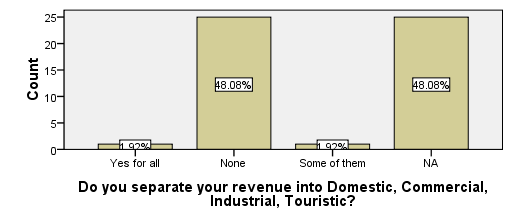 25
20
15
10
5
0
Count
1.92%
48.08%
1.92%
48.08%
Yes for all
None
Some of them
NA
Do you separate your revenue into Domestic, Commercial,
Industrial, Touristic?